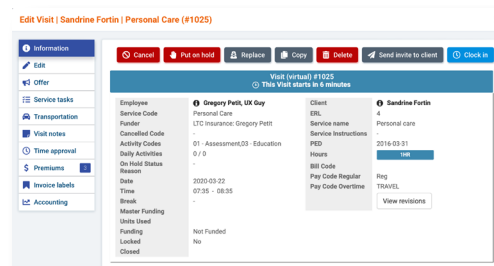 Edit Visit | Sandrine Fortin | Personal Care (#1025)
Information
Edit
Offer
Service tasks
Transportation
Visit notes
Time approval
Premiums 3
Invoice labels
Accounting
Cancel Put on hold Replace Copy Delete Send invite to client Clock in
Visit (virtual) #1025
This Visit starts in 6 minutes
Employee Gregory Petit, UX Guy
Service Code Personal Care
Funder LTC Insurance: Gregory Petit
Cancelled Code -
Activity Codes 01 - Assessment,03 - Education
Daily Activities 0 / 0
On Hold Status Reason -
Date 2020-03-22
Time 07:35 - 08:35
Break -
Master Funding
Units Used
Funding Not Funded
Locked No
Closed
Client Sandrine Fortin
ERL 4
Service name Personal care
Service Instructions -
PED 2016-03-31
Hours 1HR
Bill Code
Pay Code Regular Reg
Pay Code Overtime TRAVEL
View revisions